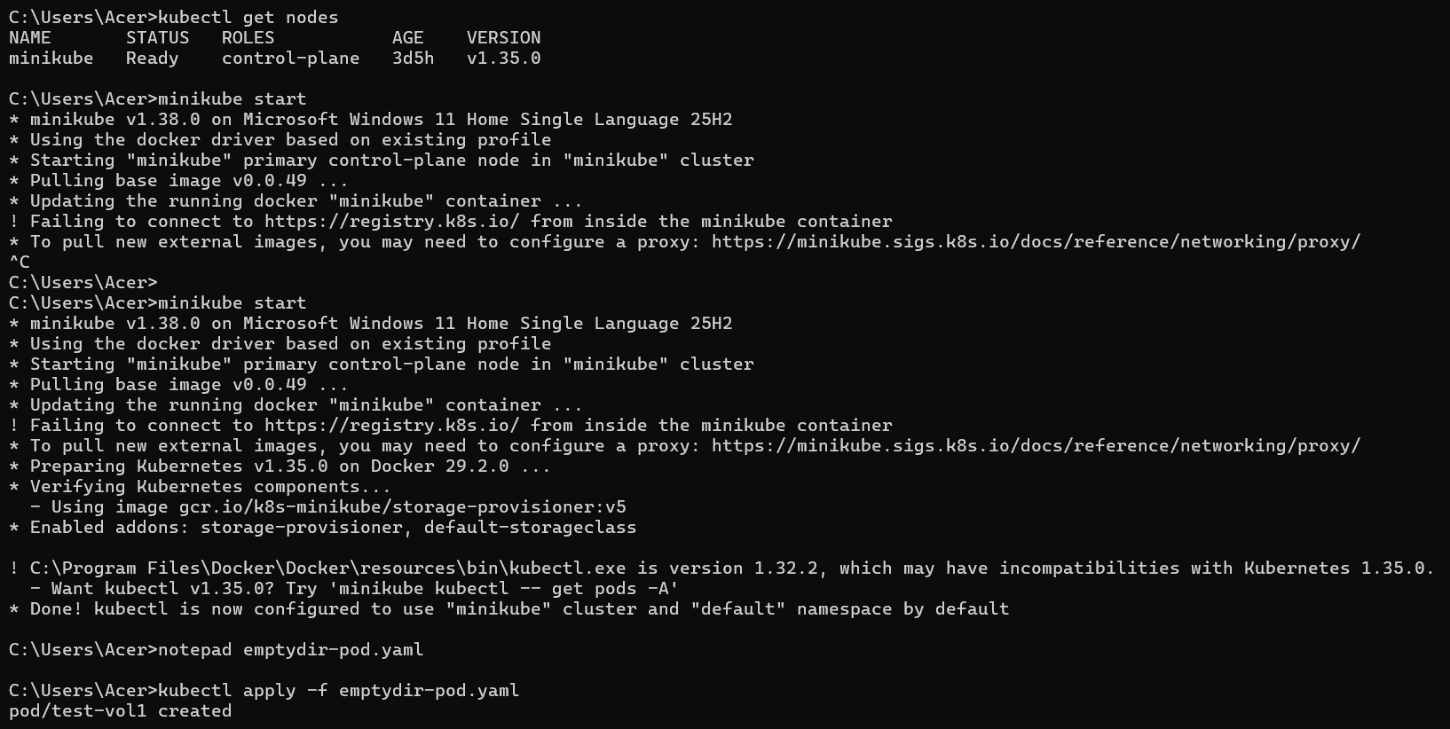 C:\Users\Acer>kubectl get nodes
NAME       STATUS   ROLES           AGE    VERSION
minikube   Ready    control-plane   3d5h   v1.35.0
C:\Users\Acer>minikube start
* minikube v1.38.0 on Microsoft Windows 11 Home Single Language 25H2
* Using the docker driver based on existing profile
* Starting "minikube" primary control-plane node in "minikube" cluster
* Pulling base image v0.0.49 ...
* Updating the running docker "minikube" container ...
! Failing to connect to https://registry.k8s.io/ from inside the minikube container
* To pull new external images, you may need to configure a proxy: https://minikube.sigs.k8s.io/docs/reference/networking/proxy/
^C
C:\Users\Acer>
C:\Users\Acer>minikube start
* minikube v1.38.0 on Microsoft Windows 11 Home Single Language 25H2
* Using the docker driver based on existing profile
* Starting "minikube" primary control-plane node in "minikube" cluster
* Pulling base image v0.0.49 ...
* Updating the running docker "minikube" container ...
! Failing to connect to https://registry.k8s.io/ from inside the minikube container
* To pull new external images, you may need to configure a proxy: https://minikube.sigs.k8s.io/docs/reference/networking/proxy/
* Preparing Kubernetes v1.35.0 on Docker 29.2.0 ...
* Verifying Kubernetes components...
  - Using image gcr.io/k8s-minikube/storage-provisioner:v5
* Enabled addons: storage-provisioner, default-storageclass
! C:\Program Files\Docker\Docker\resources\bin\kubectl.exe is version 1.32.2, which may have incompatibilities with Kubernetes 1.35.0.
  - Want kubectl v1.35.0? Try 'minikube kubectl -- get pods -A'
* Done! kubectl is now configured to use "minikube" cluster and "default" namespace by default
C:\Users\Acer>notepad emptydir-pod.yaml
C:\Users\Acer>kubectl apply -f emptydir-pod.yaml
pod/test-vol1 created